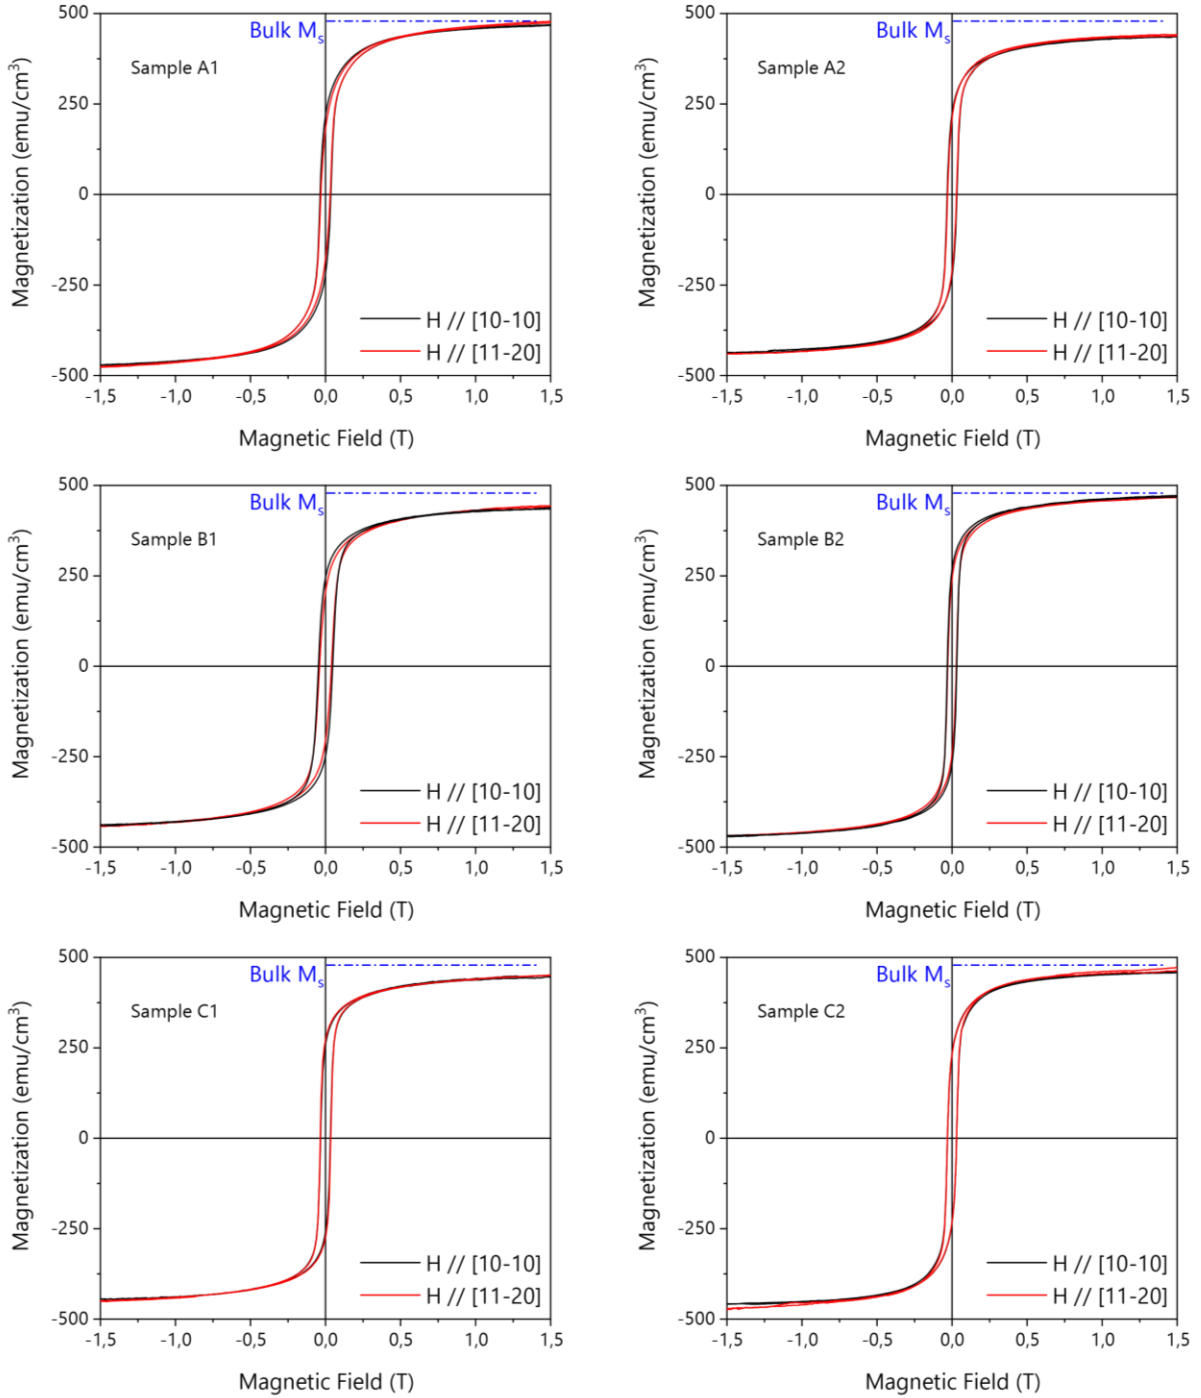 500
Bulk Ms
Sample A1
250
0
-250
-500
Magnetization (emu/cm³)
H // [10-10]
H // [11-20]
-1,5 -1,0 -0,5 0,0 0,5 1,0 1,5
Magnetic Field (T)
500
Bulk Ms
Sample A2
250
0
-250
-500
Magnetization (emu/cm³)
H // [10-10]
H // [11-20]
-1,5 -1,0 -0,5 0,0 0,5 1,0 1,5
Magnetic Field (T)
500
Bulk Ms
Sample B1
250
0
-250
-500
Magnetization (emu/cm³)
H // [10-10]
H // [11-20]
-1,5 -1,0 -0,5 0,0 0,5 1,0 1,5
Magnetic Field (T)
500
Bulk Ms
Sample B2
250
0
-250
-500
Magnetization (emu/cm³)
H // [10-10]
H // [11-20]
-1,5 -1,0 -0,5 0,0 0,5 1,0 1,5
Magnetic Field (T)
500
Bulk Ms
Sample C1
250
0
-250
-500
Magnetization (emu/cm³)
H // [10-10]
H // [11-20]
-1,5 -1,0 -0,5 0,0 0,5 1,0 1,5
Magnetic Field (T)
500
Bulk Ms
Sample C2
250
0
-250
-500
Magnetization (emu/cm³)
H // [10-10]
H // [11-20]
-1,5 -1,0 -0,5 0,0 0,5 1,0 1,5
Magnetic Field (T)